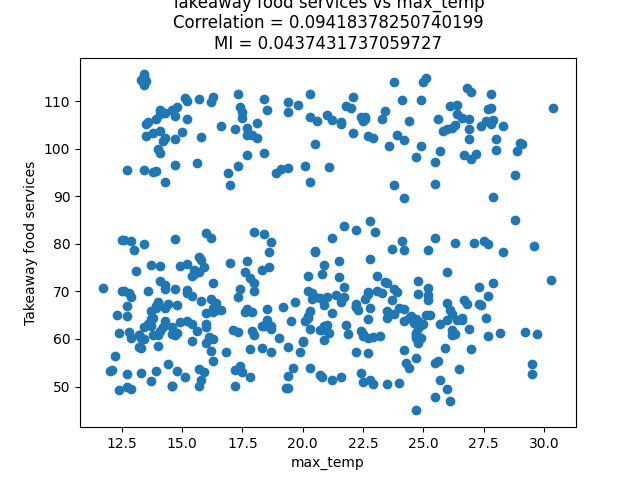 Takeaway food services vs max_temp
Correlation = 0.09418378250740199
MI = 0.0437431737059727
Takeaway food services
110
100
90
80
70
60
50
12.5 15.0 17.5 20.0 22.5 25.0 27.5 30.0
max_temp